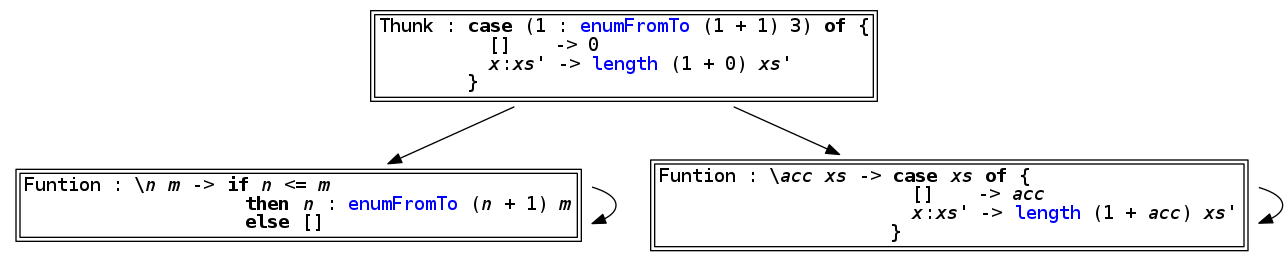 Thunk : case (1 : enumFromTo (1 + 1) 3) of {
[] -> 0
x:xs' -> length (1 + 0) xs'
}
Funtion : \n m -> if n <= m
then n : enumFromTo (n + 1) m
else []
Funtion : \acc xs -> case xs of {
[] -> acc
x:xs' -> length (1 + acc) xs'
}